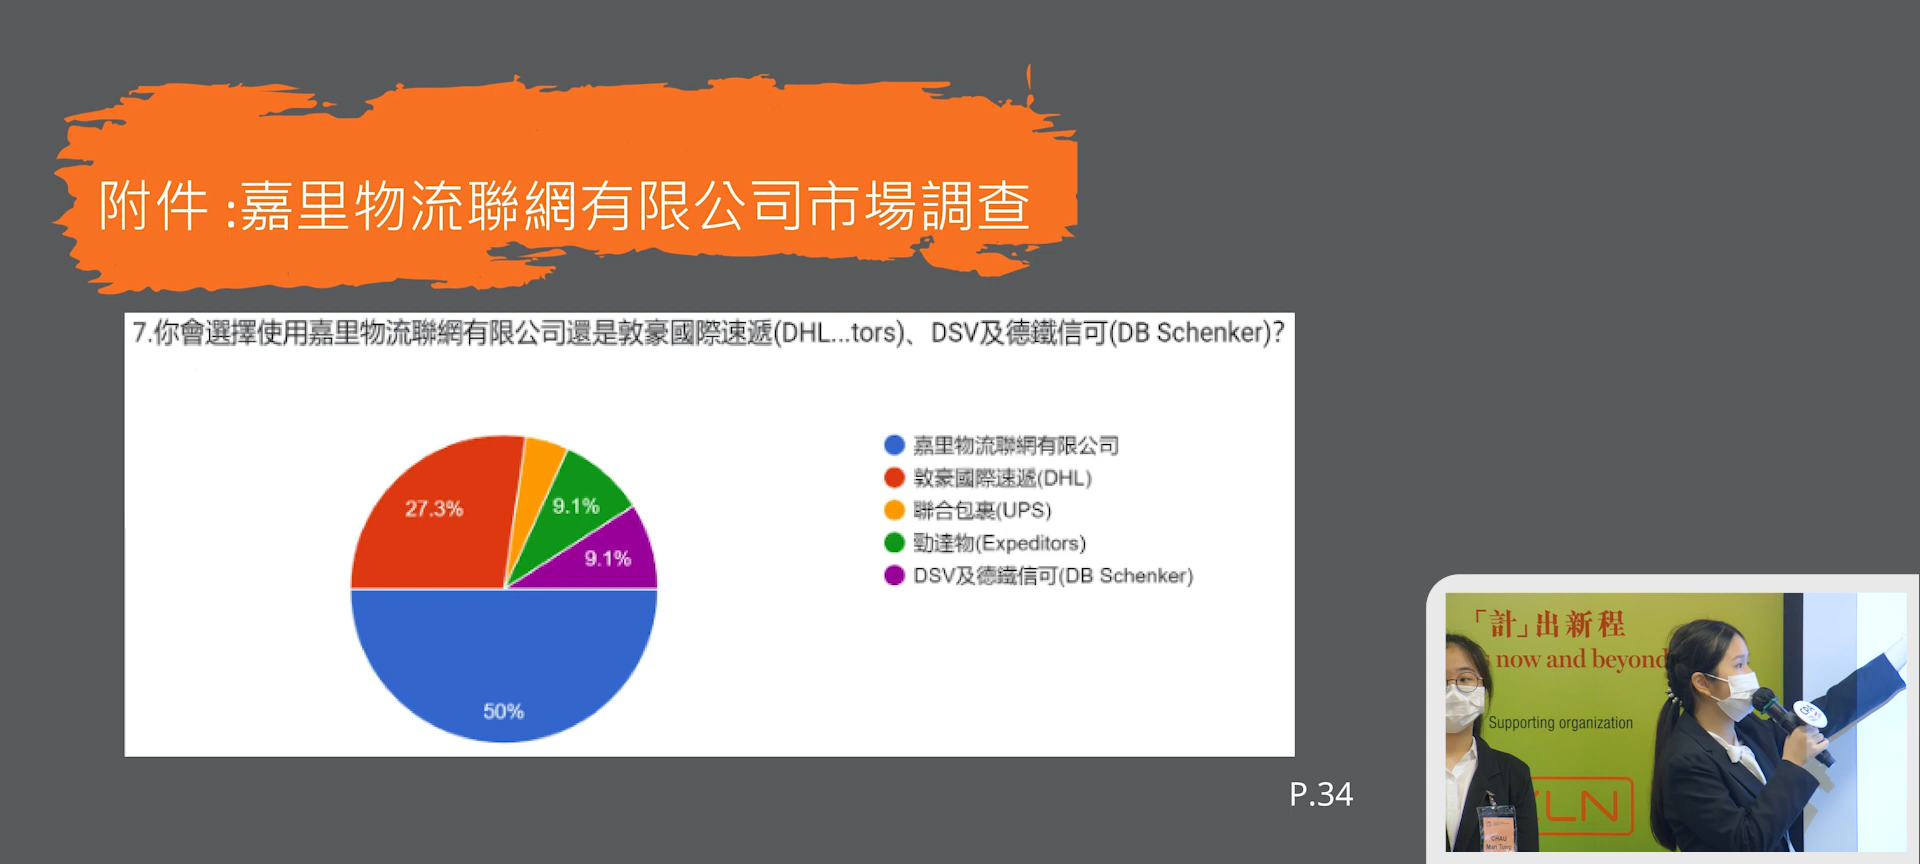 附件 :嘉里物流聯網有限公司市場調查
7.你會選擇使用嘉里物流聯網有限公司還是敦豪國際速遞(DHL...tors)、DSV及德鐵信可(DB Schenker)?
27.3%
9.1%
9.1%
50%
嘉里物流聯網有限公司
敦豪國際速遞(DHL)
聯合包裹(UPS)
勁達物(Expeditors)
DSV及德鐵信可(DB Schenker)
P.34
「計」出新程
now and beyond
Supporting organization
LN
CHAU
Man Tung